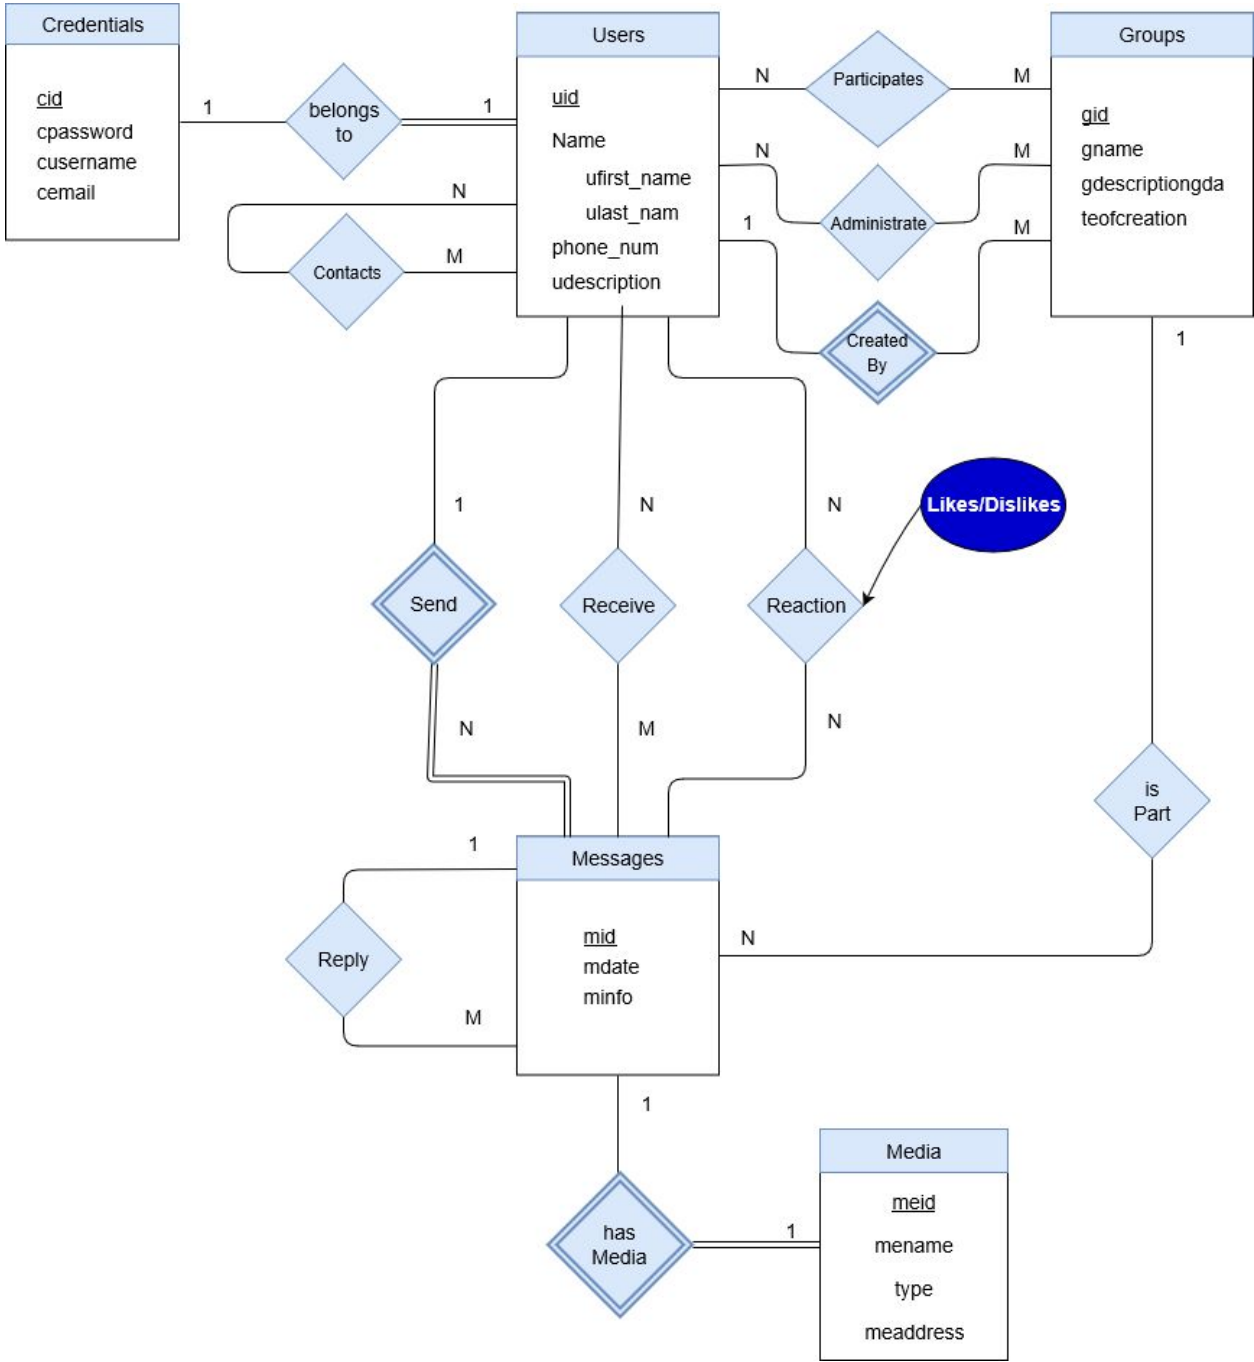 Credentials
cid
cpassword
cusername
cemail
1
belongs
to
1
Users
uid
Name
ufirst_name
ulast_nam
phone_num
udescription
N
Participates
M
Groups
gid
gname
gdescriptiongda
teofcreation
N
Administrate
M
1
Created
By
M
N
Contacts
M
1
Send
N
N
Receive
M
N
Reaction
N
Likes/Dislikes
1
is
Part
N
Messages
mid
mdate
minfo
1
Reply
M
1
has
Media
1
Media
meid
mename
type
meaddress